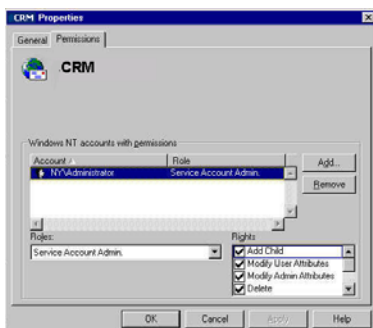 CRM Properties
General Permissions
.CRM
Windows NT accounts with permissions
Account Role
NY\Administrator Service Account Admin.
Add...
Remove
Roles:
Service Account Admin.
Rights
Add Child
Modify User Attributes
Modify Admin Attributes
Delete
OK Cancel Apply Help